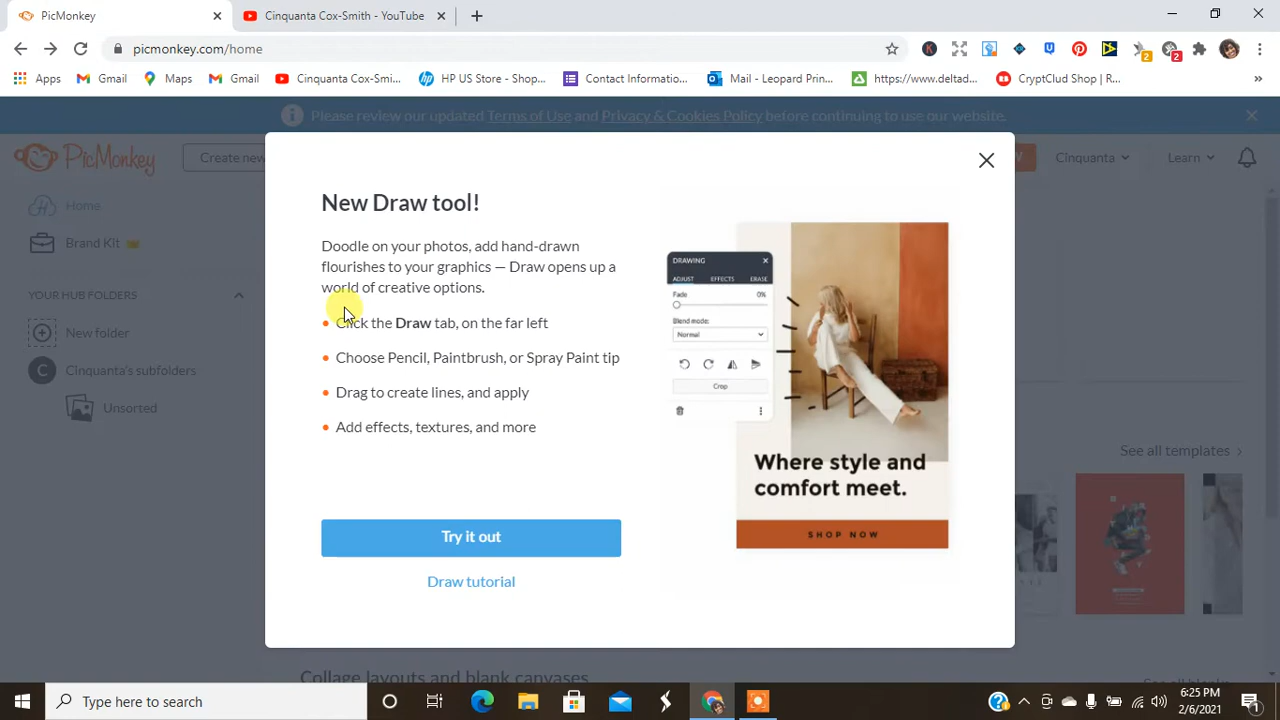 PicMonkey
Cinquanta Cox-Smith - YouTube
picmonkey.com/home
Apps
Gmail
Maps
Gmail
Cinquanta Cox-Smi...
HP US Store - Shop...
Contact Informatio...
Mail - Leopard Prin...
https://www.deltad...
CryptClud Shop | R...
Please review our updated Terms of Use and Privacy & Cookies Policy before continuing to use our website.
PicMonkey
Create new
W
Cinquanta
Learn
Home
Brand Kit
YOUR HUB FOLDERS
New folder
Cinquanta's subfolders
Unsorted
New Draw tool!
Doodle on your photos, add hand-drawn
flourishes to your graphics — Draw opens up a
world of creative options.
Click the Draw tab, on the far left
Choose Pencil, Paintbrush, or Spray Paint tip
Drag to create lines, and apply
Add effects, textures, and more
Try it out
Draw tutorial
DRAWING
ADJUST EFFECTS ERASE
Fade 0%
Blend mode:
Normal
Crop
Where style and
comfort meet.
SHOP NOW
See all templates
Collage layouts and blank canvases
See all blanks
Type here to search
6:25 PM
2/6/2021